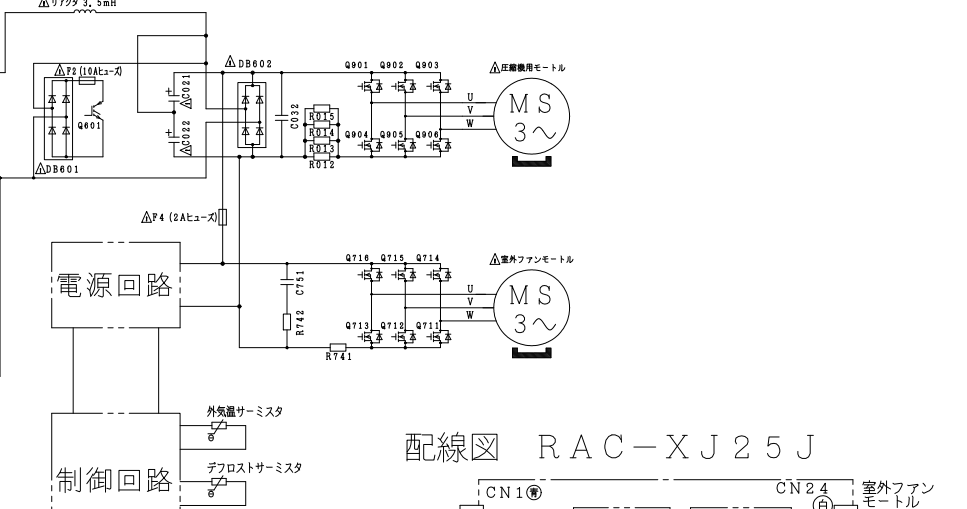 ⚠リアクタ 3．5mH
⚠F2(10Aヒューズ)
Q601
⚠DB601
⚠C021
⚠C022
⚠DB602
C032
R015
R014
R013
R012
Q901 Q902 Q903
Q904 Q905 Q906
⚠圧縮機用モートル
U
V
W
MS
3～
⚠F4(2Aヒューズ)
電源回路
C751
R742
R741
Q716 Q715 Q714
Q713 Q712 Q711
⚠室外ファンモートル
U
V
W
MS
3～
外気温サーミスタ
θ
デフロストサーミスタ
θ
制御回路
配線図 RAC－XJ25J
CN1青
CN24
白
室外ファン
モートル